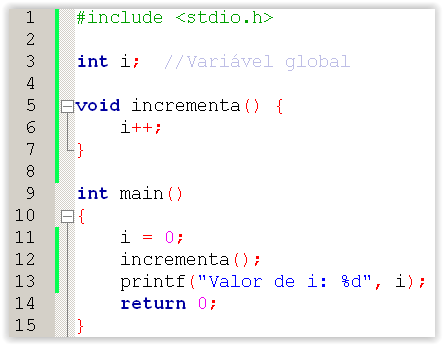 1 #include <stdio.h>
2
3 int i;  //Variável global
4
5 void incrementa() {
6     i++;
7 }
8
9 int main()
10 {
11     i = 0;
12     incrementa();
13     printf("Valor de i: %d", i);
14     return 0;
15 }